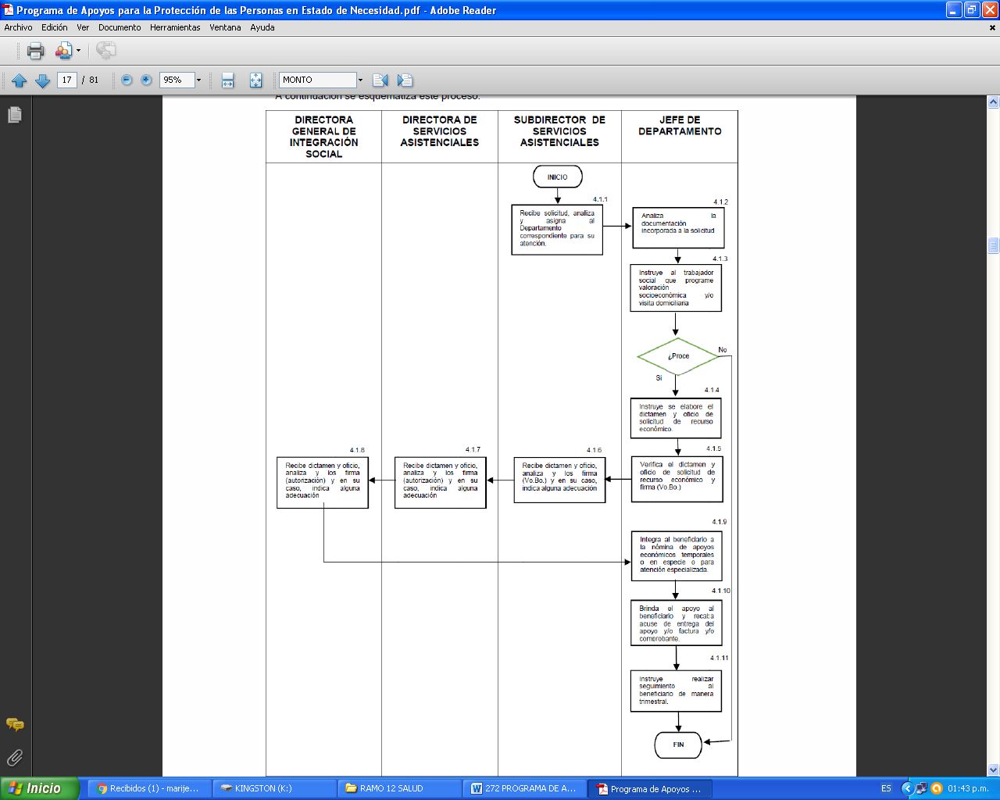 Programa de Apoyos para la Protección de las Personas en Estado de Necesidad.pdf - Adobe Reader
Archivo Edición Ver Documento Herramientas Ventana Ayuda
17 / 81 95% MONTO
A continuación se esquematiza este proceso:
DIRECTORA
GENERAL DE
INTEGRACIÓN
SOCIAL
DIRECTORA DE
SERVICIOS
ASISTENCIALES
SUBDIRECTOR DE
SERVICIOS
ASISTENCIALES
JEFE DE
DEPARTAMENTO
INICIO
4.1.1
Recibe solicitud, analiza
y asigna al
Departamento
correspondiente para su
atención.
4.1.2
Analiza la
documentación
incorporada a la solicitud
4.1.3
Instruye al trabajador
social que programe
valoración
socioeconómica y/o
visita domiciliaria
¿Proce
No
Si
4.1.4
Instruye se elabore el
dictamen y oficio de
solicitud de recurso
económico.
4.1.5
Verifica el dictamen y
oficio de solicitud de
recurso económico y
firma (Vo.Bo.)
4.1.6
Recibe dictamen y oficio,
analiza y los firma
(Vo.Bo.) y en su caso,
indica alguna adecuación
4.1.7
Recibe dictamen y oficio,
analiza y los firma
(autorización) y en su
caso, indica alguna
adecuación
4.1.8
Recibe dictamen y oficio,
analiza y los firma
(autorización) y en su
caso, indica alguna
adecuación
4.1.9
Integra al beneficiario a
la nómina de apoyos
económicos temporales
o en especie o para
atención especializada.
4.1.10
Brinda el apoyo al
beneficiario y recaba
acuse de entrega del
apoyo y/o factura y/o
comprobante.
4.1.11
Instruye realizar
seguimiento al
beneficiario de manera
trimestral.
FIN
Inicio
Recibidos (1) - marije...
KINGSTON (K:)
RAMO 12 SALUD
272 PROGRAMA DE A...
Programa de Apoyos ...
ES
01:43 p.m.